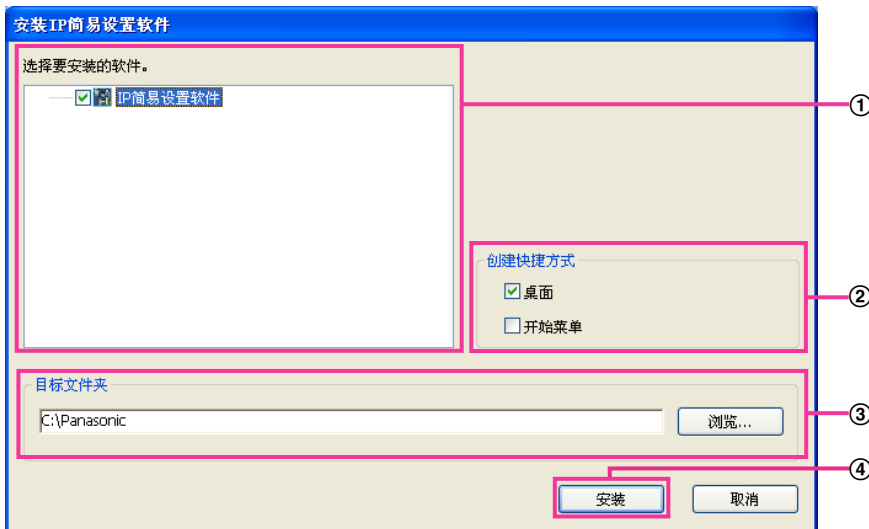 安装IP简易设置软件
选择要安装的软件。
IP简易设置软件
①
创建快捷方式
桌面
②
开始菜单
目标文件夹
C:\Panasonic
浏览...
③
④
安装
取消